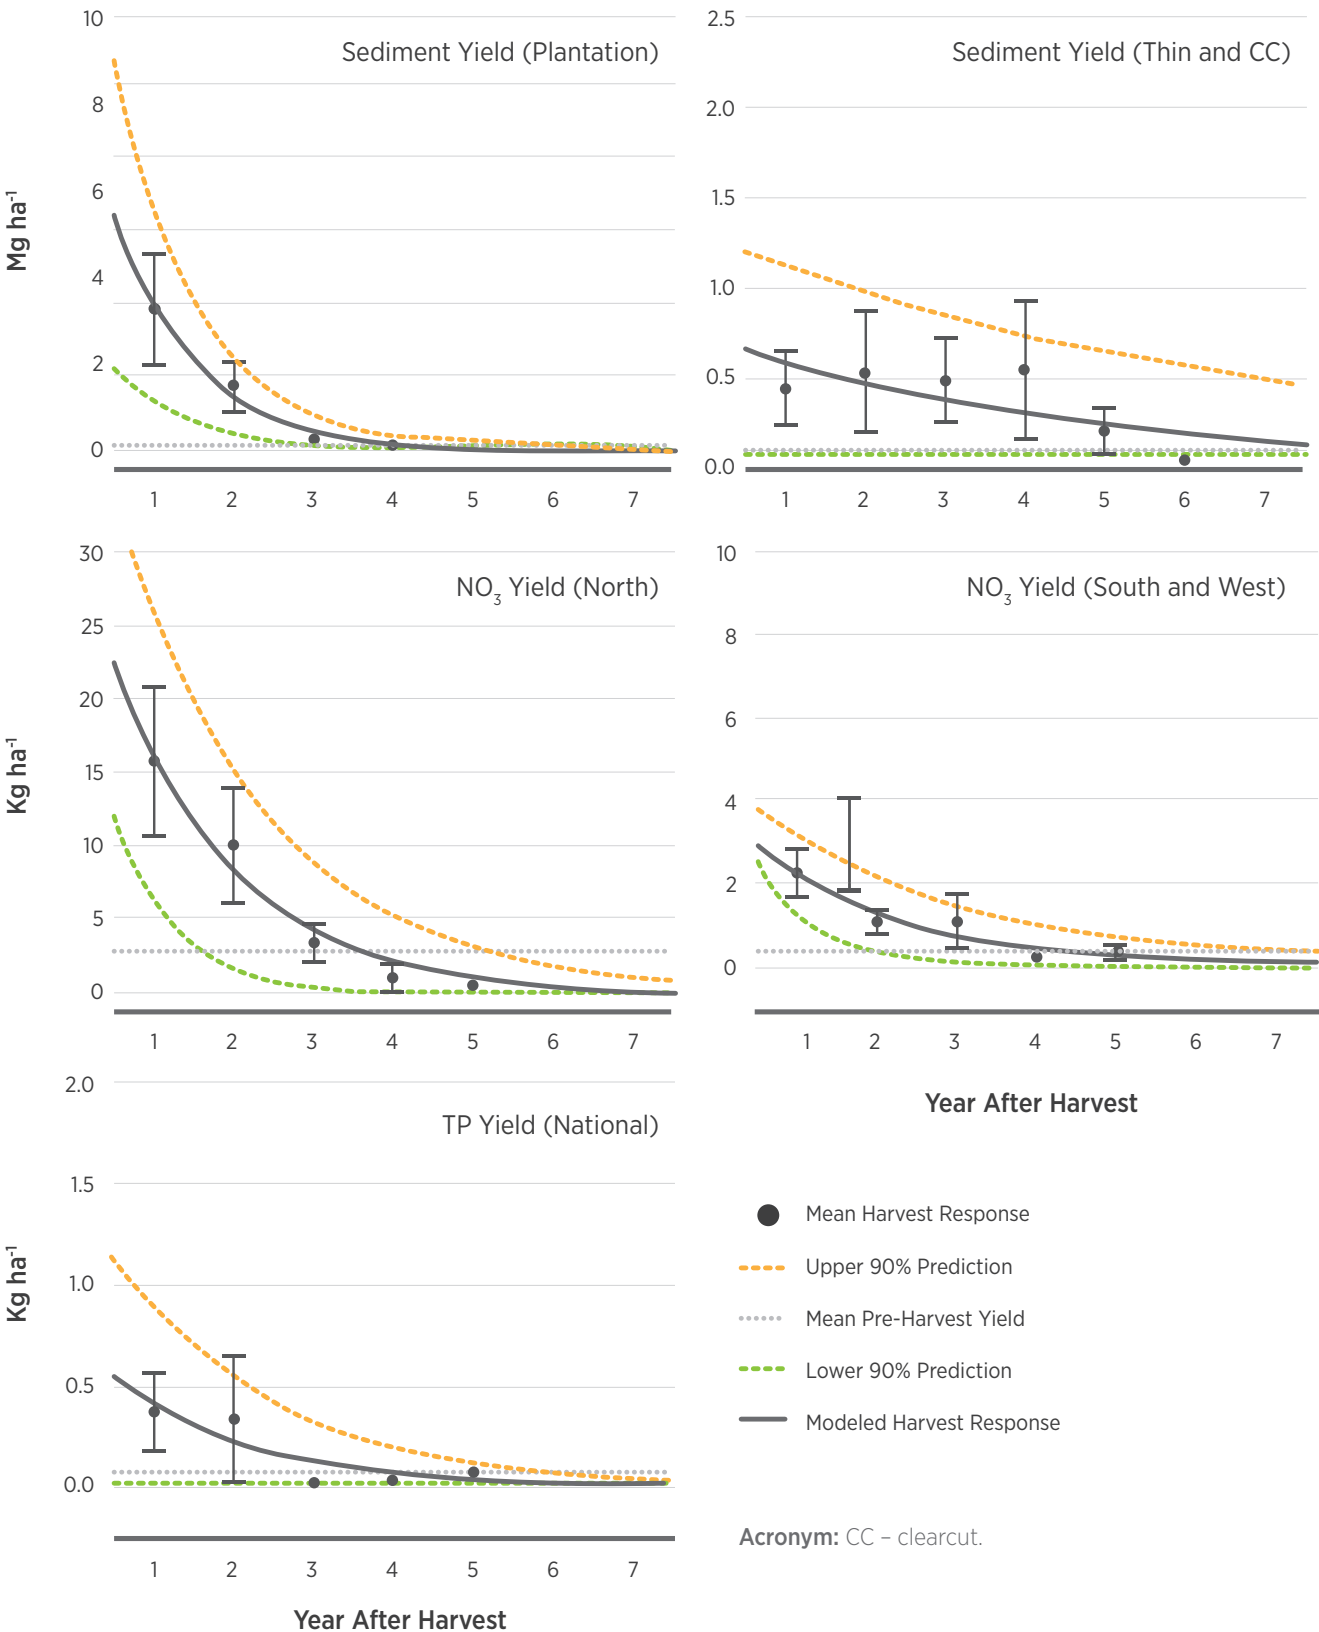 Sediment Yield (Plantation)
Mg ha-1
10
8
6
4
2
0
1 2 3 4 5 6 7
Sediment Yield (Thin and CC)
2.5
2.0
1.5
1.0
0.5
0.0
1 2 3 4 5 6 7
NO3 Yield (North)
Kg ha-1
30
25
20
15
10
5
0
1 2 3 4 5 6 7
NO3 Yield (South and West)
10
8
6
4
2
0
1 2 3 4 5 6 7
Year After Harvest
TP Yield (National)
Kg ha-1
2.0
1.5
1.0
0.5
0.0
1 2 3 4 5 6 7
Year After Harvest
Mean Harvest Response
Upper 90% Prediction
Mean Pre-Harvest Yield
Lower 90% Prediction
Modeled Harvest Response
Acronym: CC – clearcut.